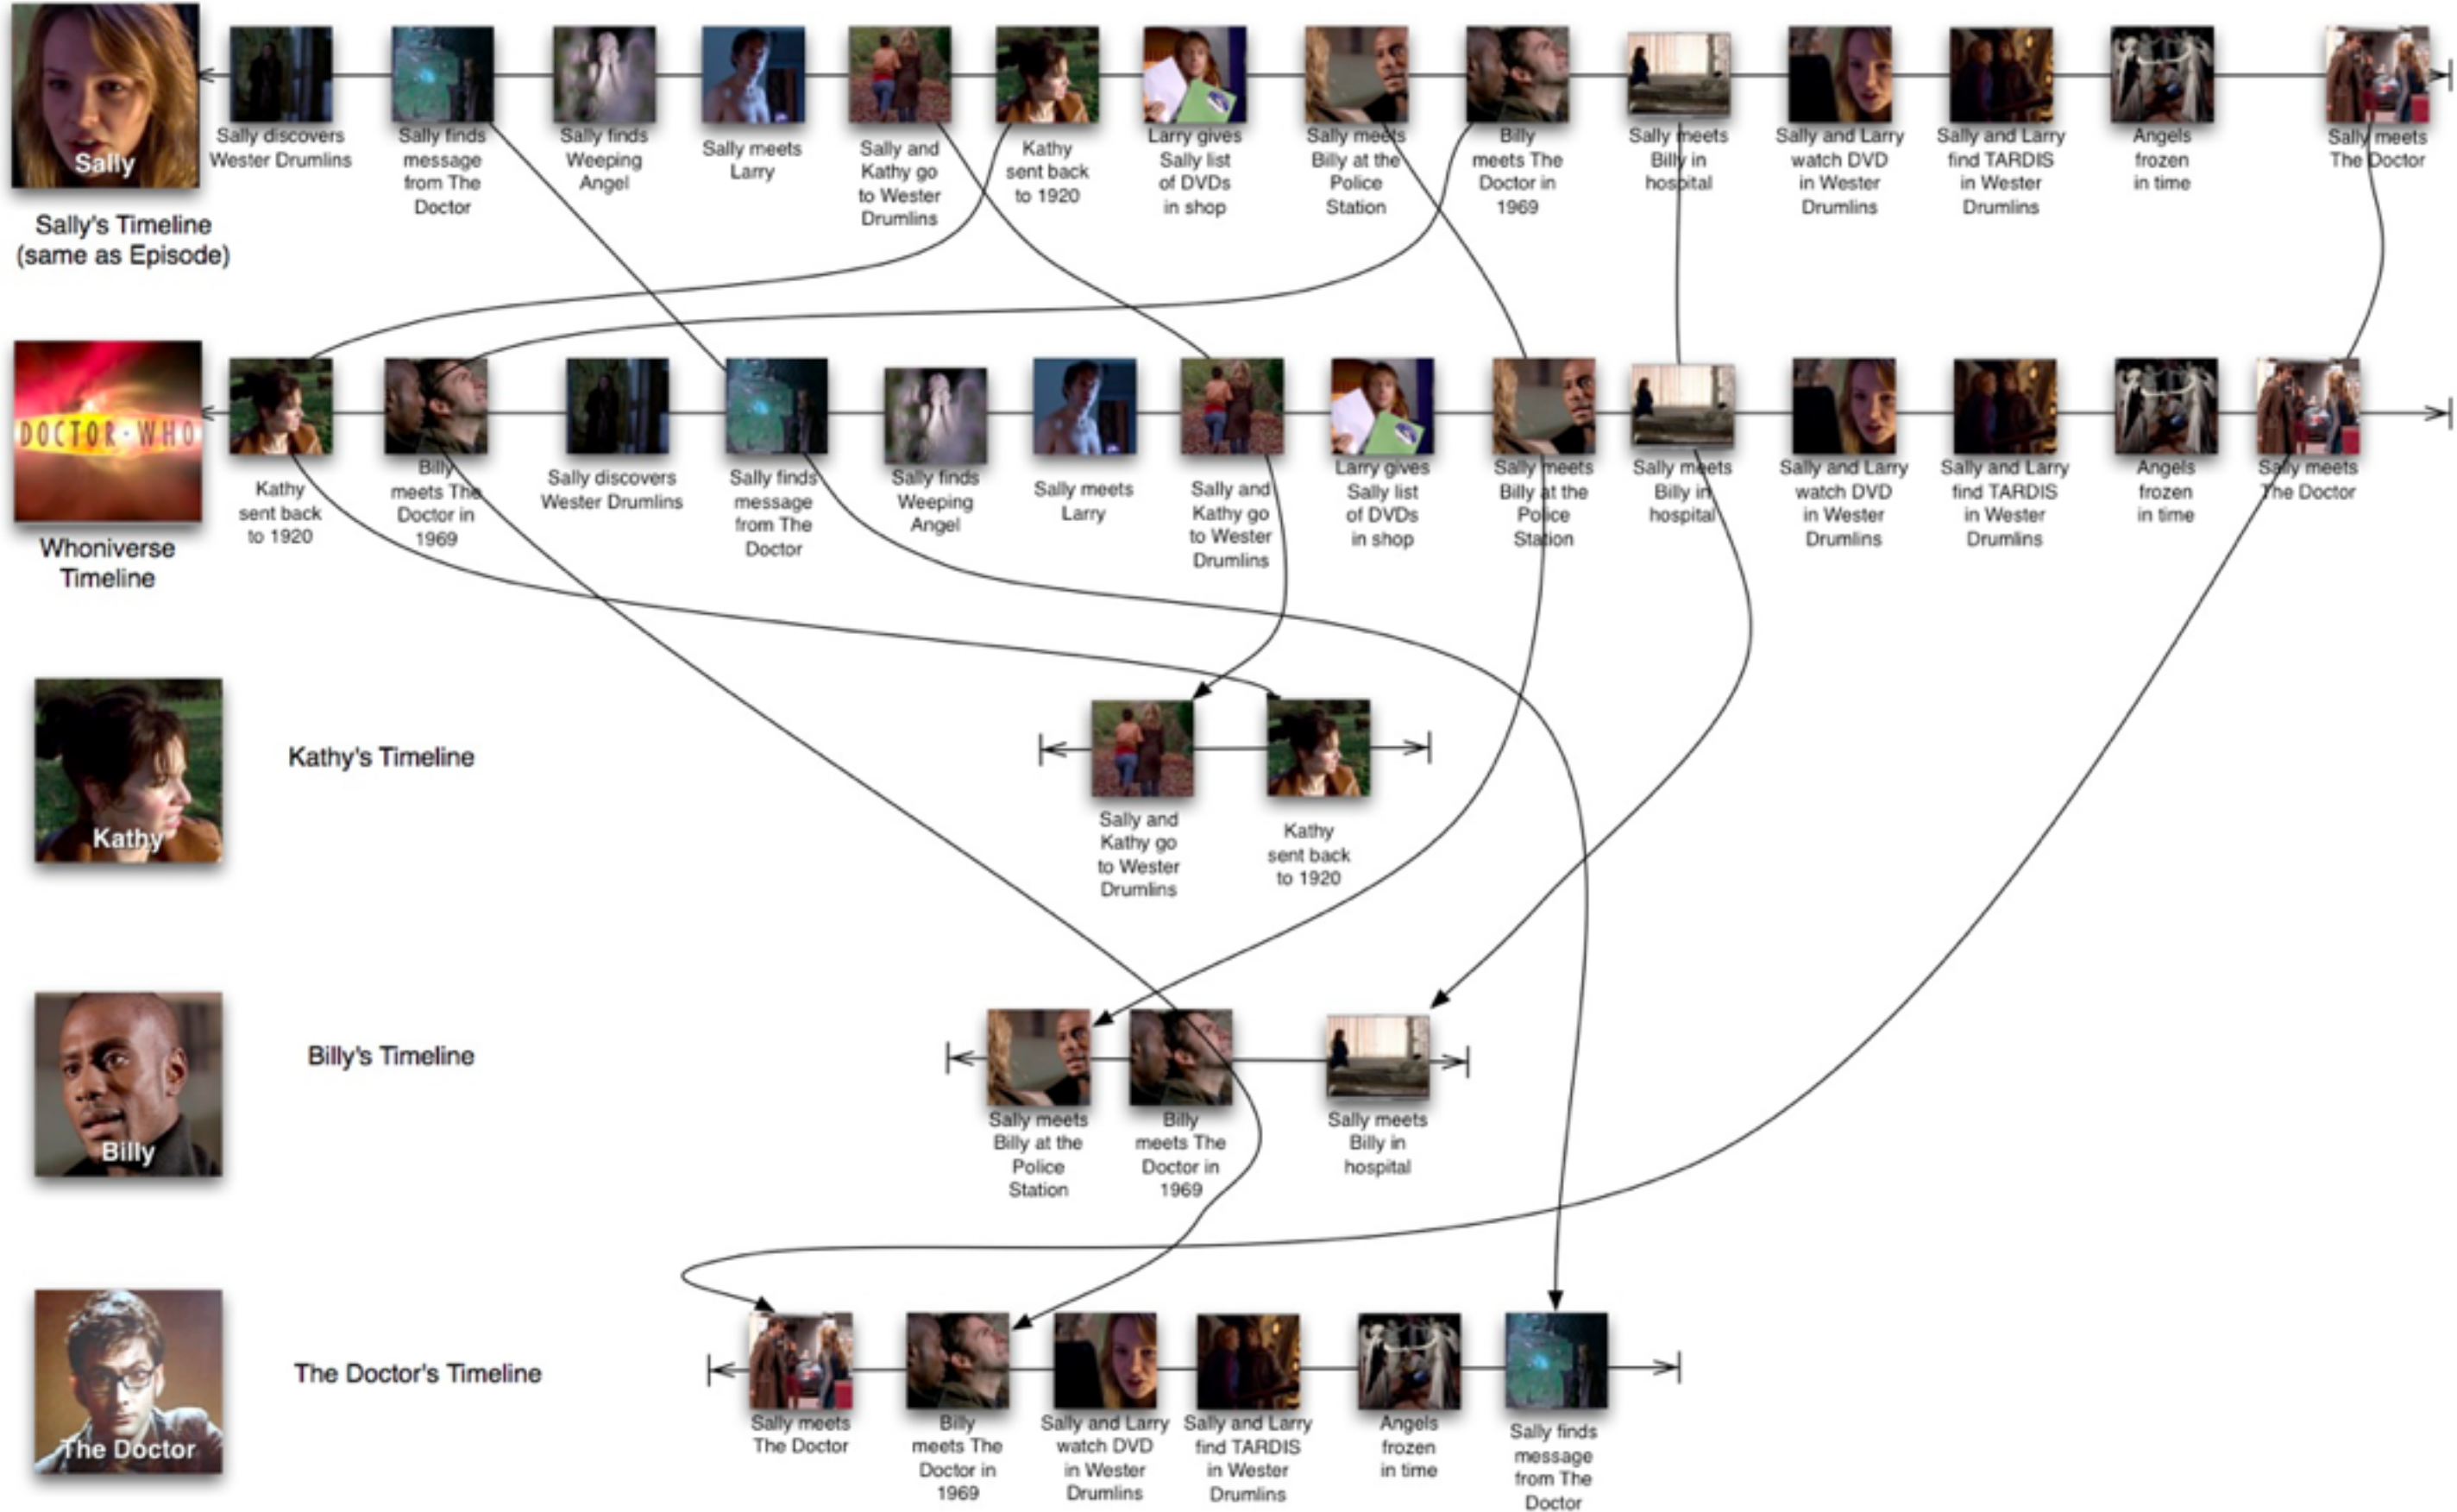 Sally
Sally's Timeline
(same as Episode)
Sally discovers
Wester Drumlins
Sally finds
message
from The
Doctor
Sally finds
Weeping
Angel
Sally meets
Larry
Sally and
Kathy go
to Wester
Drumlins
Kathy
sent back
to 1920
Larry gives
Sally list
of DVDs
in shop
Sally meets
Billy at the
Police
Station
Billy
meets The
Doctor in
1969
Sally meets
Billy in
hospital
Sally and Larry
watch DVD
in Wester
Drumlins
Sally and Larry
find TARDIS
in Wester
Drumlins
Angels
frozen
in time
Sally meets
The Doctor
DOCTOR·WHO
Whoniverse
Timeline
Kathy
sent back
to 1920
Billy
meets The
Doctor in
1969
Sally discovers
Wester Drumlins
Sally finds
message
from The
Doctor
Sally finds
Weeping
Angel
Sally meets
Larry
Sally and
Kathy go
to Wester
Drumlins
Larry gives
Sally list
of DVDs
in shop
Sally meets
Billy at the
Police
Station
Sally meets
Billy in
hospital
Sally and Larry
watch DVD
in Wester
Drumlins
Sally and Larry
find TARDIS
in Wester
Drumlins
Angels
frozen
in time
Sally meets
The Doctor
Kathy
Kathy's Timeline
Sally and
Kathy go
to Wester
Drumlins
Kathy
sent back
to 1920
Billy
Billy's Timeline
Sally meets
Billy at the
Police
Station
Billy
meets The
Doctor in
1969
Sally meets
Billy in
hospital
The Doctor
The Doctor's Timeline
Sally meets
The Doctor
Billy
meets The
Doctor in
1969
Sally and Larry
watch DVD
in Wester
Drumlins
Sally and Larry
find TARDIS
in Wester
Drumlins
Angels
frozen
in time
Sally finds
message
from The
Doctor